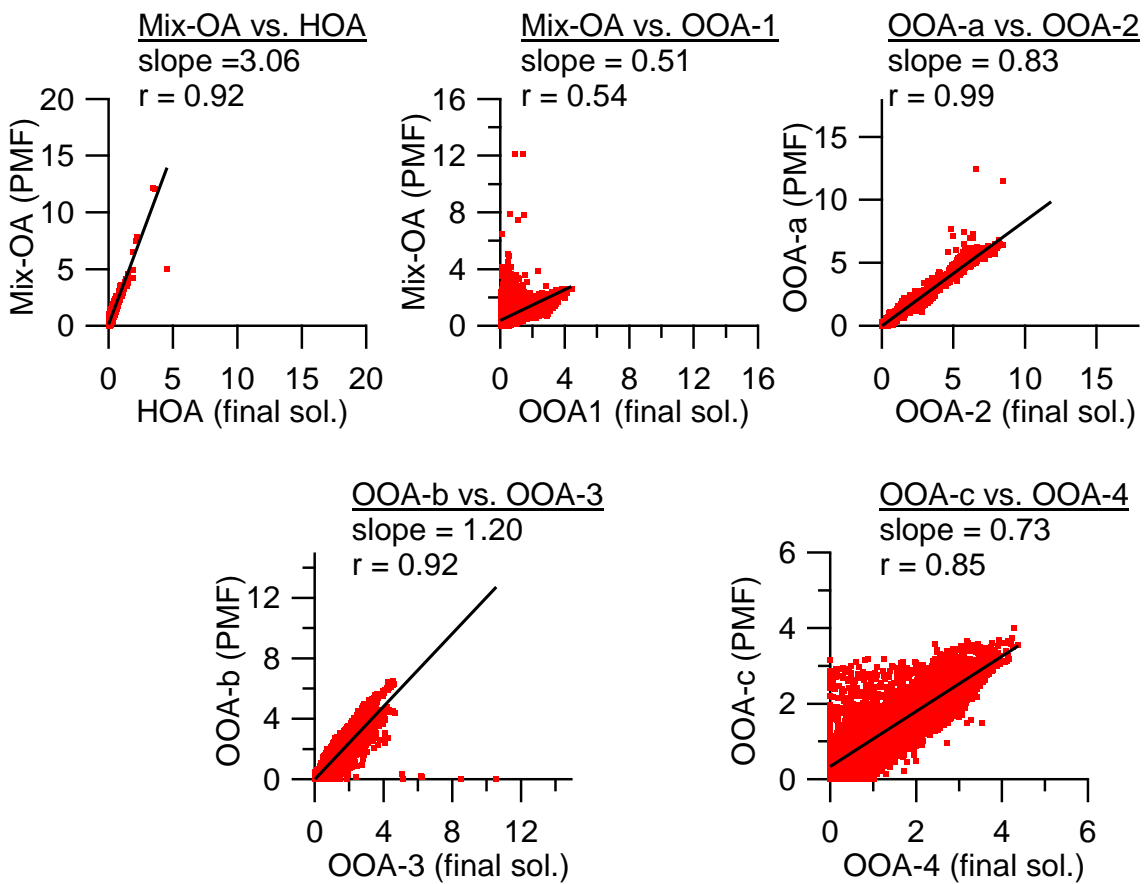 Mix-OA vs. HOA
slope =3.06
r = 0.92
20
15
10
5
0
Mix-OA (PMF)
0 5 10 15 20
HOA (final sol.)
Mix-OA vs. OOA-1
slope = 0.51
r = 0.54
16
12
8
4
0
Mix-OA (PMF)
0 4 8 12 16
OOA1 (final sol.)
OOA-a vs. OOA-2
slope = 0.83
r = 0.99
15
10
5
0
OOA-a (PMF)
0 5 10 15
OOA-2 (final sol.)
OOA-b vs. OOA-3
slope = 1.20
r = 0.92
12
8
4
0
OOA-b (PMF)
0 4 8 12
OOA-3 (final sol.)
OOA-c vs. OOA-4
slope = 0.73
r = 0.85
6
4
2
0
OOA-c (PMF)
0 2 4 6
OOA-4 (final sol.)